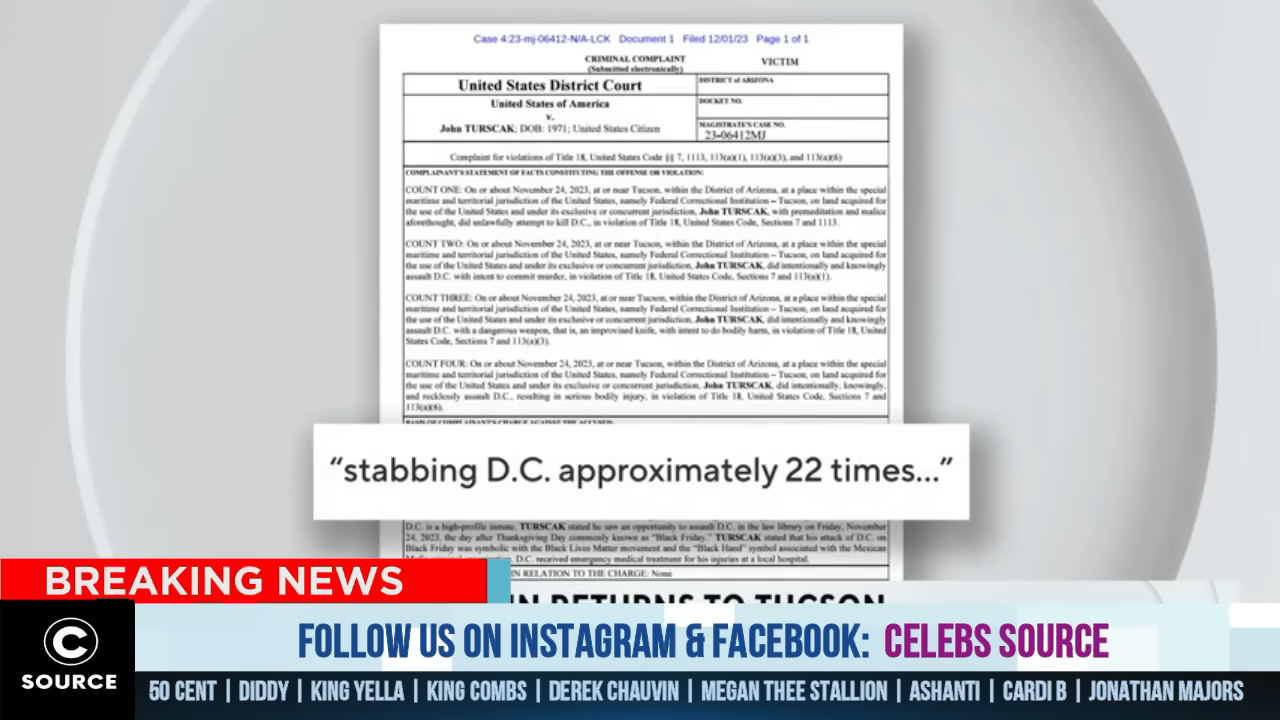 Case 4:23-mj-06412-N/A-LCK Document 1 Filed 12/01/23 Page 1 of 1
CRIMINAL COMPLAINT
(Submitted electronically)
VICTIM
United States District Court
DISTRICT of ARIZONA
United States of America
v.
John TURSCAK; DOB: 1971; United States Citizen
DOCKET NO.
MAGISTRATE'S CASE NO.
23-06412MJ
Complaint for violations of Title 18, United States Code §§ 7, 1113, 113(a)(1), 113(a)(3), and 113(a)(6)
COMPLAINANT'S STATEMENT OF FACTS CONSTITUTING THE OFFENSE OR VIOLATION:
COUNT ONE: On or about November 24, 2023, at or near Tucson, within the District of Arizona, at a place within the special
maritime and territorial jurisdiction of the United States, namely Federal Correctional Institution – Tucson, on land acquired for
the use of the United States and under its exclusive or concurrent jurisdiction, John TURSCAK, with premeditation and malice
aforethought, did unlawfully attempt to kill D.C., in violation of Title 18, United States Code, Sections 7 and 1113.
COUNT TWO: On or about November 24, 2023, at or near Tucson, within the District of Arizona, at a place within the special
maritime and territorial jurisdiction of the United States, namely Federal Correctional Institution – Tucson, on land acquired for
the use of the United States and under its exclusive or concurrent jurisdiction, John TURSCAK, did intentionally and knowingly
assault D.C. with intent to commit murder, in violation of Title 18, United States Code, Sections 7 and 113(a)(1).
COUNT THREE: On or about November 24, 2023, at or near Tucson, within the District of Arizona, at a place within the special
maritime and territorial jurisdiction of the United States, namely Federal Correctional Institution – Tucson, on land acquired for
the use of the United States and under its exclusive or concurrent jurisdiction, John TURSCAK, did intentionally and knowingly
assault D.C. with a dangerous weapon, that is, an improvised knife, with intent to do bodily harm, in violation of Title 18, United
States Code, Sections 7 and 113(a)(3).
COUNT FOUR: On or about November 24, 2023, at or near Tucson, within the District of Arizona, at a place within the special
maritime and territorial jurisdiction of the United States, namely Federal Correctional Institution – Tucson, on land acquired for
the use of the United States and under its exclusive or concurrent jurisdiction, John TURSCAK, did intentionally, knowingly,
and recklessly assault D.C., resulting in serious bodily injury, in violation of Title 18, United States Code, Sections 7 and
113(a)(6).
BASIS OF COMPLAINANT'S CHARGE AGAINST THE ACCUSED:
“stabbing D.C. approximately 22 times...”
D.C. is a high-profile inmate. TURSCAK stated he saw an opportunity to assault D.C. in the law library on Friday, November
24, 2023, the day after Thanksgiving Day commonly known as “Black Friday.” TURSCAK stated that his attack of D.C. on
Black Friday was symbolic with the Black Lives Matter movement and the “Black Hand” symbol associated with the Mexican
D.C. received emergency medical treatment for his injuries at a local hospital.
IN RELATION TO THE CHARGE: None
BREAKING NEWS
IN RETURNS TO TUCSON
C
SOURCE
FOLLOW US ON INSTAGRAM & FACEBOOK: CELEBS SOURCE
50 CENT | DIDDY | KING YELLA | KING COMBS | DEREK CHAUVIN | MEGAN THEE STALLION | ASHANTI | CARDI B | JONATHAN MAJORS